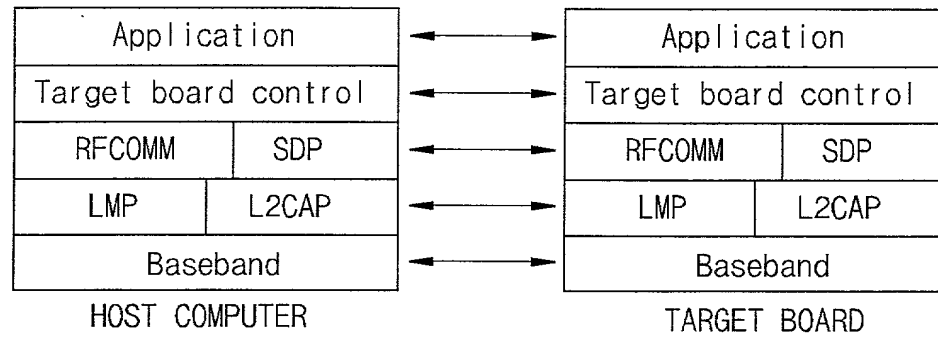 Application Application
Target board control Target board control
RFCOMM SDP RFCOMM SDP
LMP L2CAP LMP L2CAP
Baseband Baseband
HOST COMPUTER TARGET BOARD